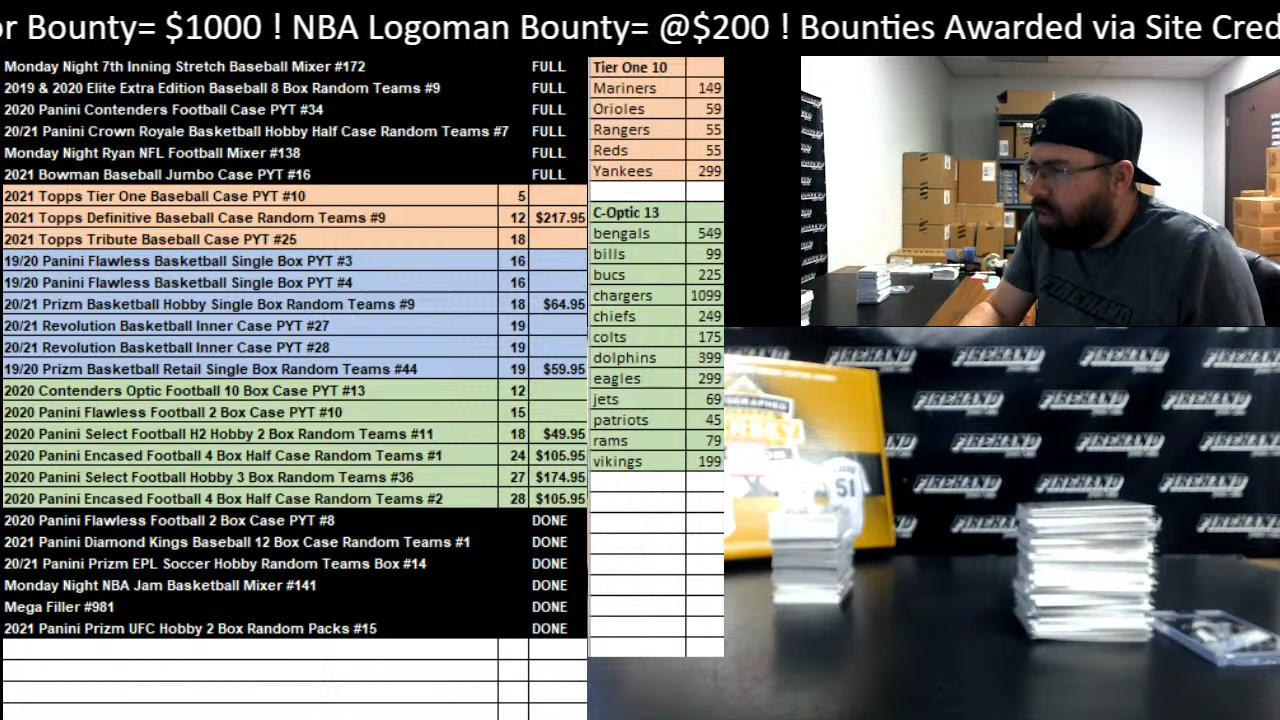 or Bounty= $1000 ! NBA Logoman Bounty= @$200 ! Bounties Awarded via Site Cred
Monday Night 7th Inning Stretch Baseball Mixer #172 FULL
2019 & 2020 Elite Extra Edition Baseball 8 Box Random Teams #9 FULL
2020 Panini Contenders Football Case PYT #34 FULL
20/21 Panini Crown Royale Basketball Hobby Half Case Random Teams #7 FULL
Monday Night Ryan NFL Football Mixer #138 FULL
2021 Bowman Baseball Jumbo Case PYT #16 FULL
2021 Topps Tier One Baseball Case PYT #10 5
2021 Topps Definitive Baseball Case Random Teams #9 12 $217.95
2021 Topps Tribute Baseball Case PYT #25 18
19/20 Panini Flawless Basketball Single Box PYT #3 16
19/20 Panini Flawless Basketball Single Box PYT #4 16
20/21 Prizm Basketball Hobby Single Box Random Teams #9 18 $64.95
20/21 Revolution Basketball Inner Case PYT #27 19
20/21 Revolution Basketball Inner Case PYT #28 19
19/20 Prizm Basketball Retail Single Box Random Teams #44 19 $59.95
2020 Contenders Optic Football 10 Box Case PYT #13 12
2020 Panini Flawless Football 2 Box Case PYT #10 15
2020 Panini Select Football H2 Hobby 2 Box Random Teams #11 18 $49.95
2020 Panini Encased Football 4 Box Half Case Random Teams #1 24 $105.95
2020 Panini Select Football Hobby 3 Box Random Teams #36 27 $174.95
2020 Panini Encased Football 4 Box Half Case Random Teams #2 28 $105.95
2020 Panini Flawless Football 2 Box Case PYT #8 DONE
2021 Panini Diamond Kings Baseball 12 Box Case Random Teams #1 DONE
20/21 Panini Prizm EPL Soccer Hobby Random Teams Box #14 DONE
Monday Night NBA Jam Basketball Mixer #141 DONE
Mega Filler #981 DONE
2021 Panini Prizm UFC Hobby 2 Box Random Packs #15 DONE
Tier One 10
Mariners 149
Orioles 59
Rangers 55
Reds 55
Yankees 299
C-Optic 13
bengals 549
bills 99
bucs 225
chargers 1099
chiefs 249
colts 175
dolphins 399
eagles 299
jets 69
patriots 45
rams 79
vikings 199
FIREHAND
FIREHAND FIREHAND FIREHAND FIREHAND
FIREHAND FIREHAND
FIREHAND FIREHAND FIREHAND
FIREHAND FIREHAND
51